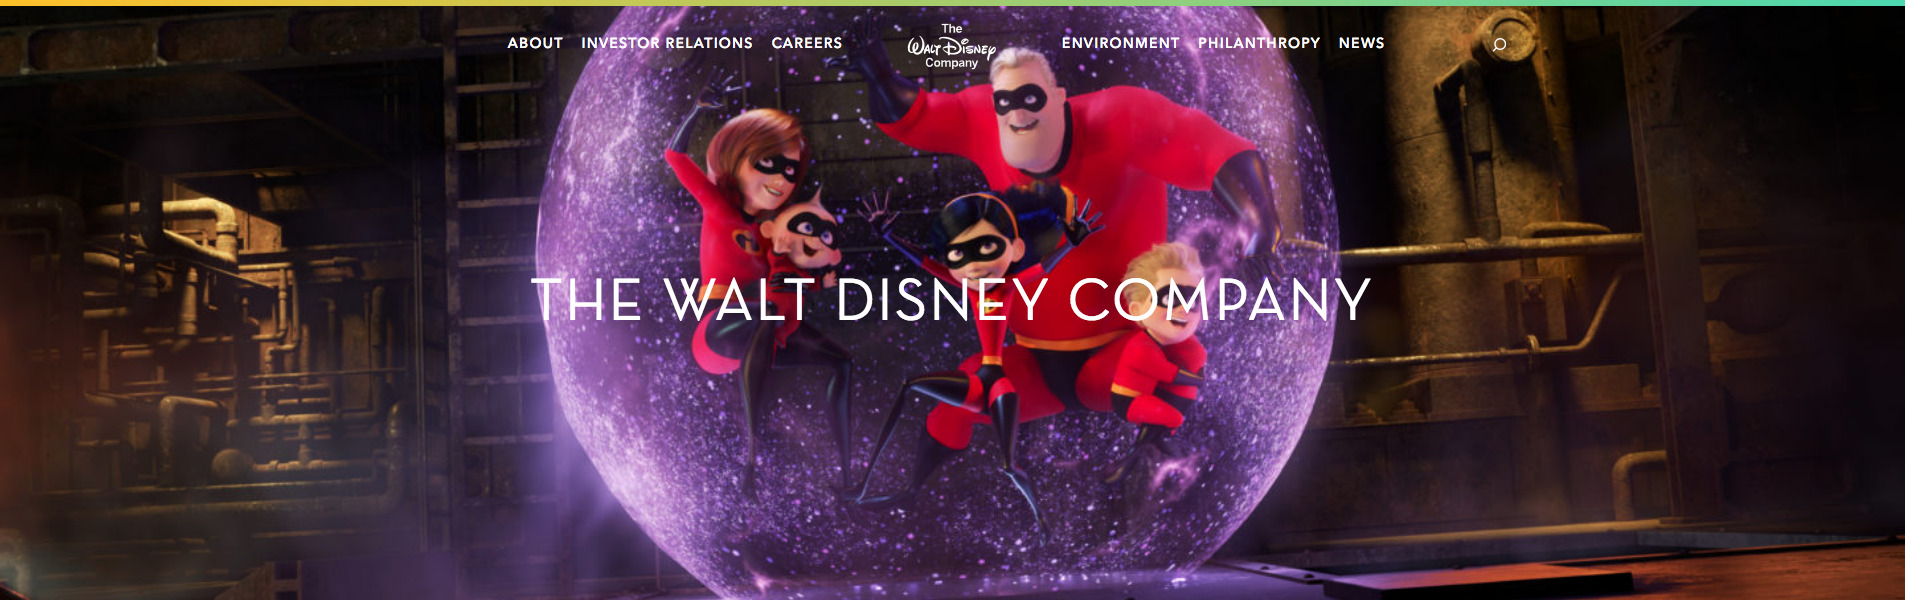 ABOUT INVESTOR RELATIONS CAREERS
The
Walt Disney
Company
ENVIRONMENT PHILANTHROPY NEWS
THE WALT DISNEY COMPANY